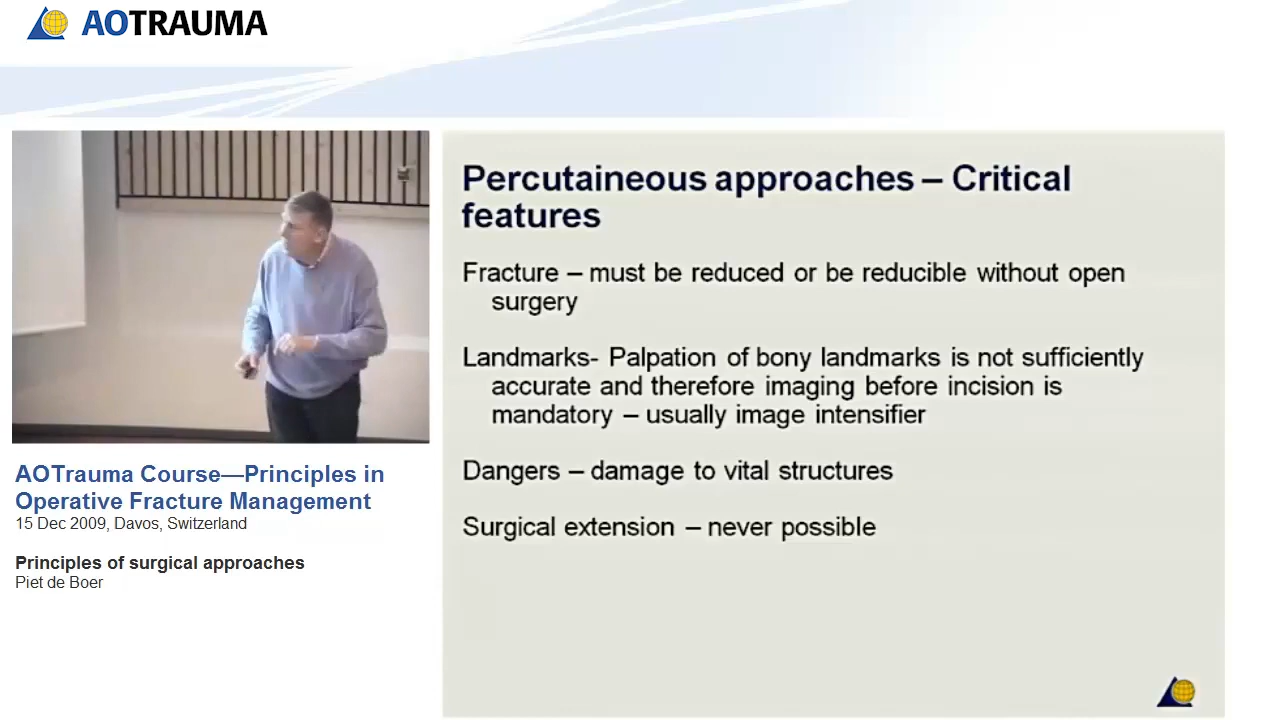 AOTRAUMA
Percutaineous approaches – Critical
features
Fracture – must be reduced or be reducible without open
surgery
Landmarks- Palpation of bony landmarks is not sufficiently
accurate and therefore imaging before incision is
mandatory – usually image intensifier
Dangers – damage to vital structures
Surgical extension – never possible
AOTrauma Course—Principles in
Operative Fracture Management
15 Dec 2009, Davos, Switzerland
Principles of surgical approaches
Piet de Boer